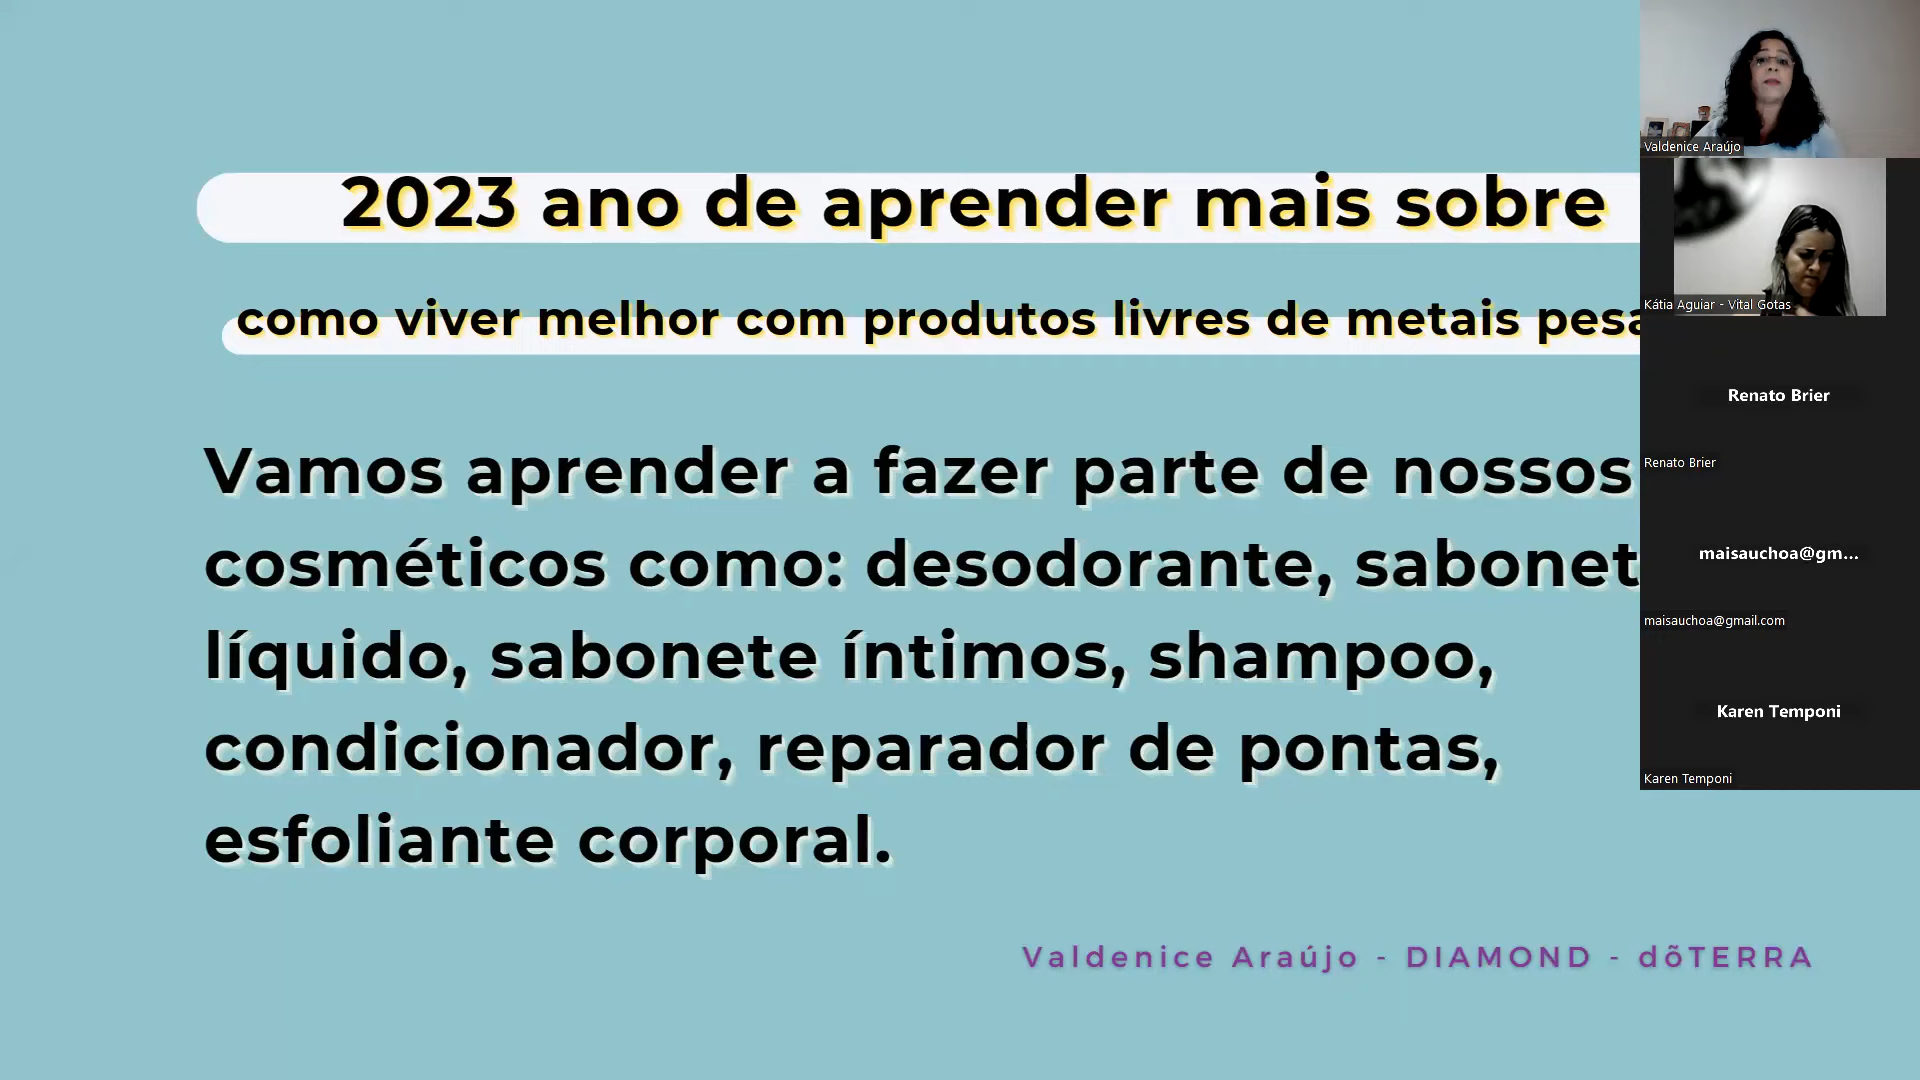 2023 ano de aprender mais sobre
como viver melhor com produtos livres de metais
Vamos aprender a fazer parte de nossos
cosméticos como: desodorante, sabonet
líquido, sabonete íntimos, shampoo,
condicionador, reparador de pontas,
esfoliante corporal.
Valdenice Araújo - DIAMOND - dõTERRA
Valdenice Araújo
Kátia Aguiar - Vital Gotas
Renato Brier
Renato Brier
maisauchoa@gm...
maisauchoa@gmail.com
Karen Temponi
Karen Temponi